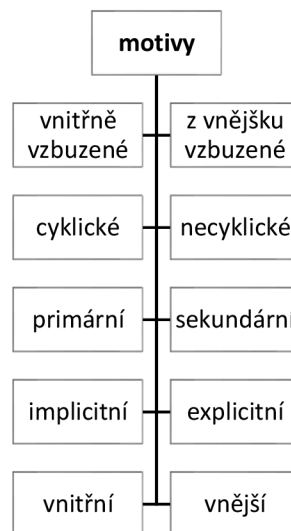 motivy
vnitřně
vzbuzené
z vnějšku
vzbuzené
cyklické
necyklické
primární
sekundární
implicitní
explicitní
vnitřní
vnější